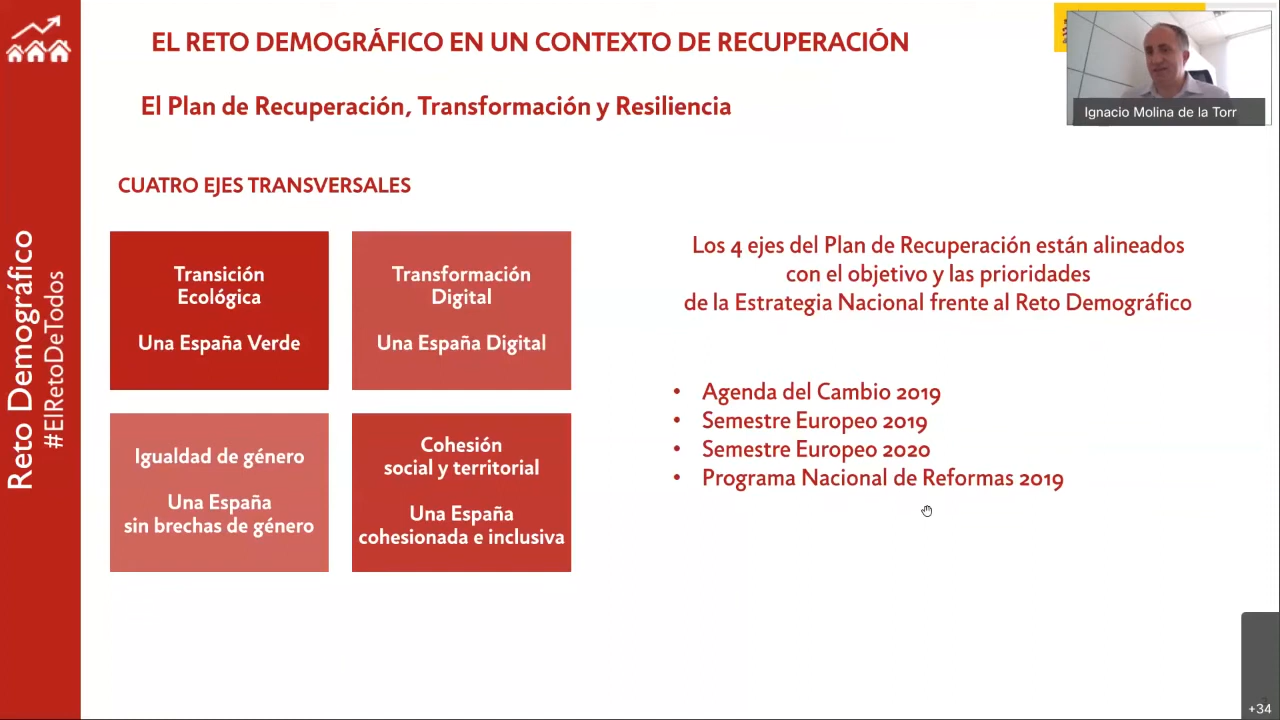 EL RETO DEMOGRÁFICO EN UN CONTEXTO DE RECUPERACIÓN
El Plan de Recuperación, Transformación y Resiliencia
Ignacio Molina de la Torr
CUATRO EJES TRANSVERSALES
Transición
Ecológica
Una España Verde
Transformación
Digital
Una España Digital
Igualdad de género
Una España
sin brechas de género
Cohesión
social y territorial
Una España
cohesionada e inclusiva
Los 4 ejes del Plan de Recuperación están alineados
con el objetivo y las prioridades
de la Estrategia Nacional frente al Reto Demográfico
• Agenda del Cambio 2019
• Semestre Europeo 2019
• Semestre Europeo 2020
• Programa Nacional de Reformas 2019
Reto Demográfico
#ElRetoDeTodos
+34